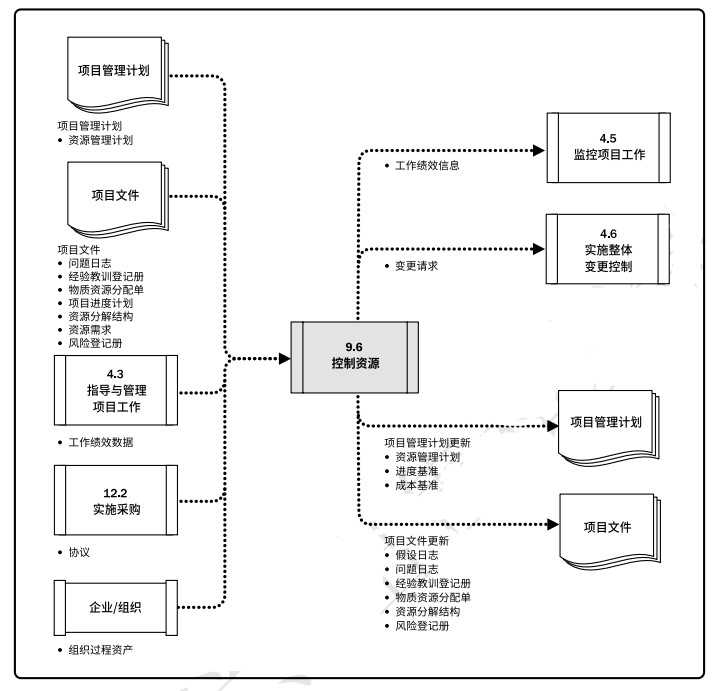 项目管理计划
项目管理计划
• 资源管理计划
项目文件
项目文件
• 问题日志
• 经验教训登记册
• 物质资源分配单
• 项目进度计划
• 资源分解结构
• 资源需求
• 风险登记册
4.3
指导与管理
项目工作
• 工作绩效数据
12.2
实施采购
• 协议
企业/组织
• 组织过程资产
9.6
控制资源
4.5
监控项目工作
• 工作绩效信息
4.6
实施整体
变更控制
• 变更请求
项目管理计划
项目管理计划更新
• 资源管理计划
• 进度基准
• 成本基准
项目文件
项目文件更新
• 假设日志
• 问题日志
• 经验教训登记册
• 物质资源分配单
• 资源分解结构
• 风险登记册